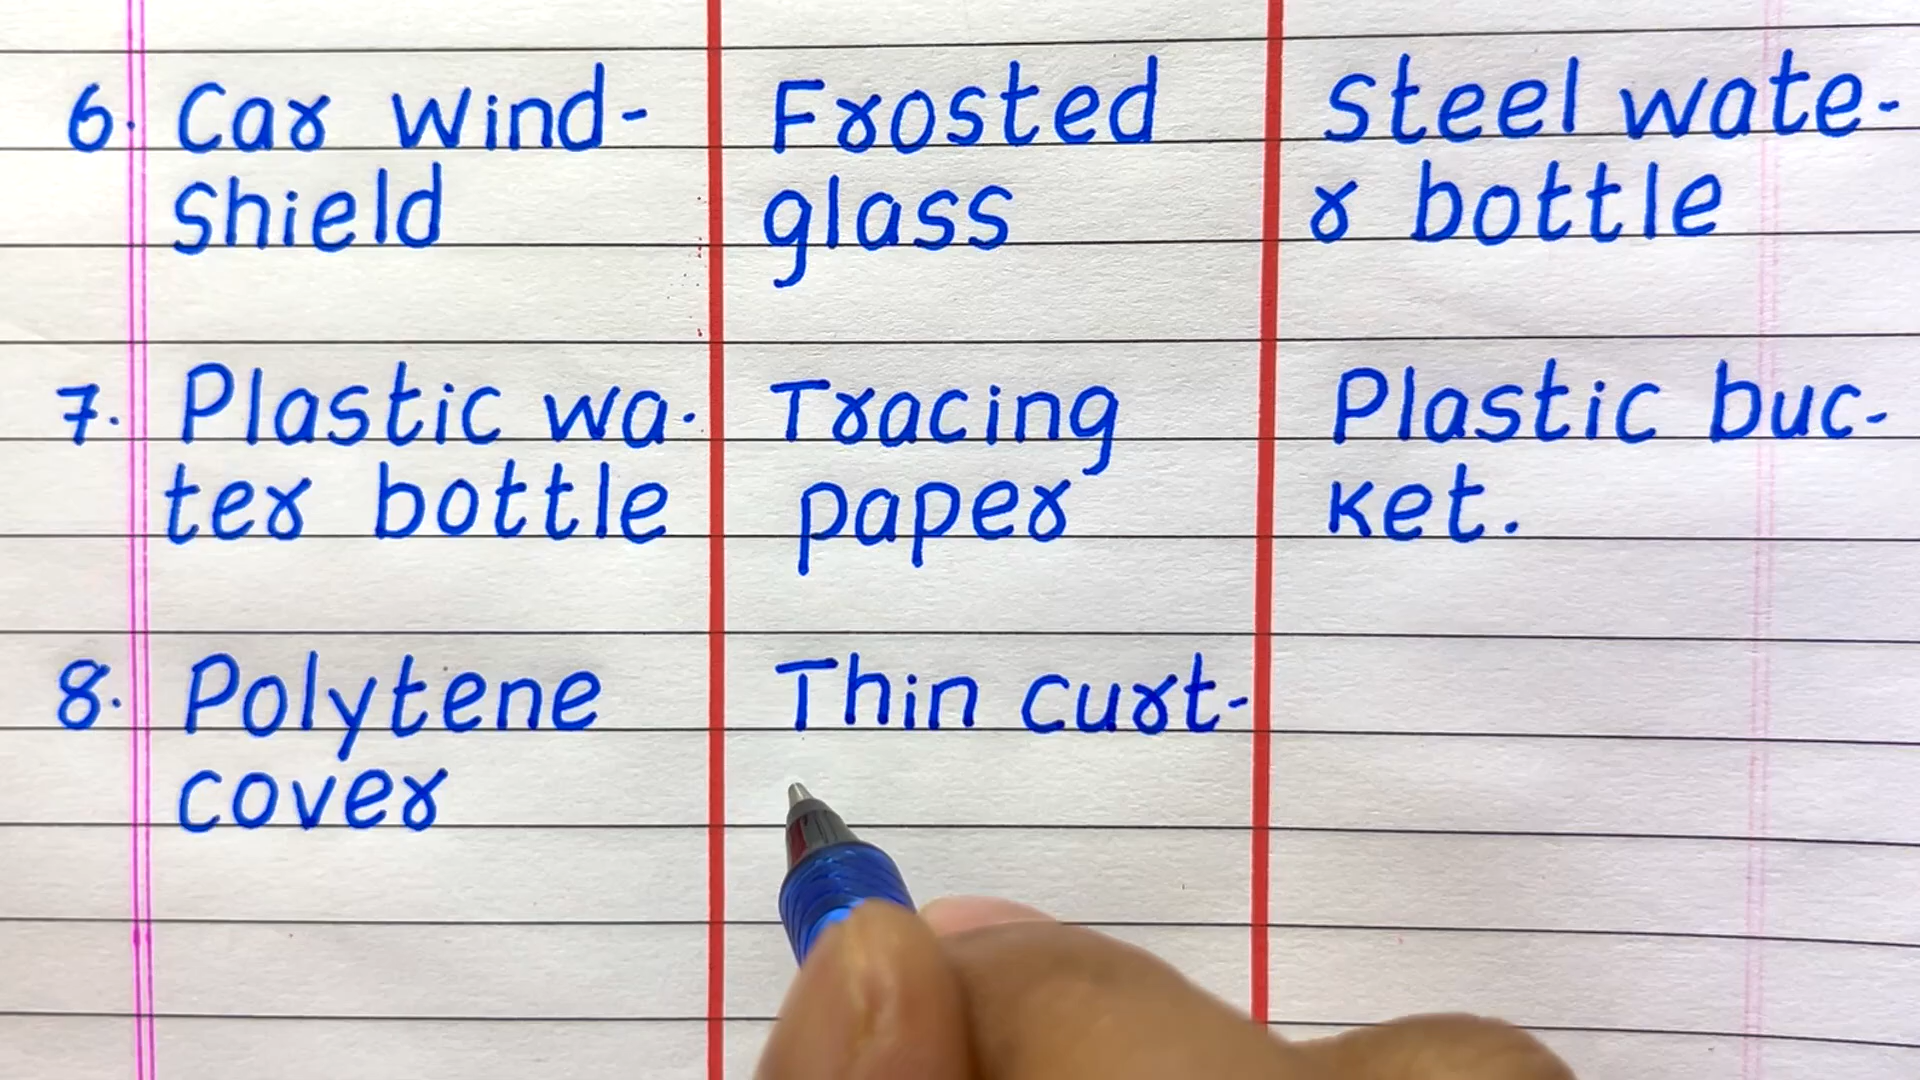 6. Car wind- Frosted Steel wate-
shield glass r bottle
7. Plastic wa- Tracing Plastic buc-
ter bottle paper ket.
8. Polytene Thin curt-
cover